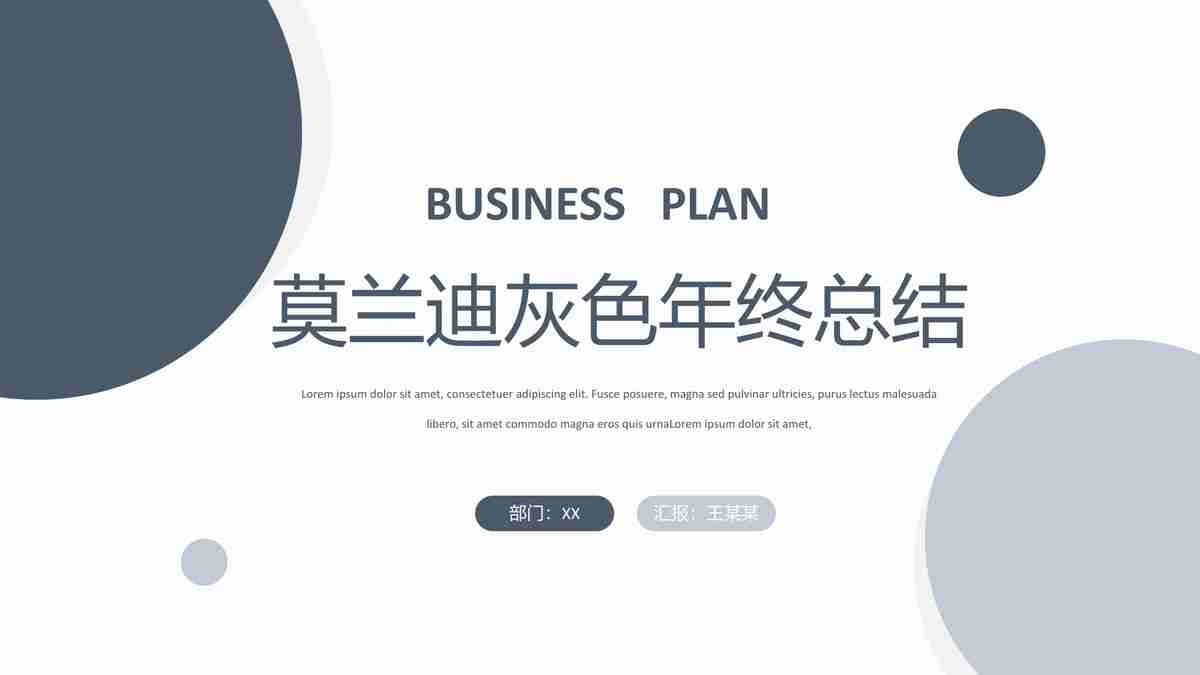 BUSINESS PLAN
莫兰迪灰色年终总结
Lorem ipsum dolor sit amet, consectetuer adipiscing elit. Fusce posuere, magna sed pulvinar ultricies, purus lectus malesuada
libero, sit amet commodo magna eros quis urnaLorem ipsum dolor sit amet,
部门：XX
汇报：王某某